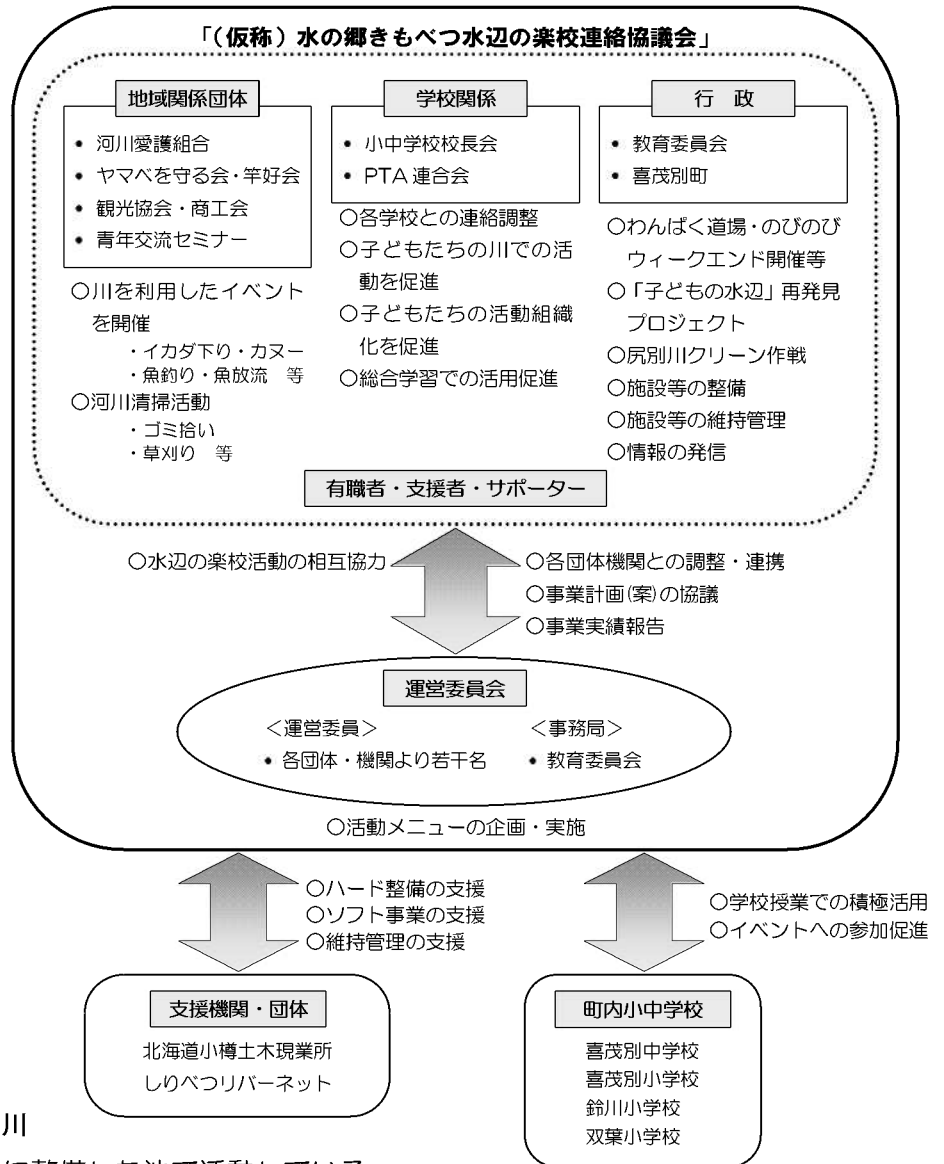 「(仮称) 水の郷きもべつ水辺の楽校連絡協議会」
地域関係団体
• 河川愛護組合
• ヤマベを守る会・竿好会
• 観光協会・商工会
• 青年交流セミナー
○川を利用したイベント
を開催
・イカダ下り・カヌー
・魚釣り・魚放流 等
○河川清掃活動
・ゴミ拾い
・草刈り 等
学校関係
• 小中学校校長会
• PTA 連合会
○各学校との連絡調整
○子どもたちの川での活
動を促進
○子どもたちの活動組織
化を促進
○総合学習での活用促進
行 政
• 教育委員会
• 喜茂別町
○わんぱく道場・のびのび
ウィークエンド開催等
○「子どもの水辺」再発見
プロジェクト
○尻別川クリーン作戦
○施設等の整備
○施設等の維持管理
○情報の発信
有職者・支援者・サポーター
○水辺の楽校活動の相互協力
○各団体機関との調整・連携
○事業計画(案)の協議
○事業実績報告
運営委員会
<運営委員>
• 各団体・機関より若干名
<事務局>
• 教育委員会
○活動メニューの企画・実施
○ハード整備の支援
○ソフト事業の支援
○維持管理の支援
○学校授業での積極活用
○イベントへの参加促進
支援機関・団体
北海道小樽土木現業所
しりべつリバーネット
町内小中学校
喜茂別中学校
喜茂別小学校
鈴川小学校
双葉小学校
川